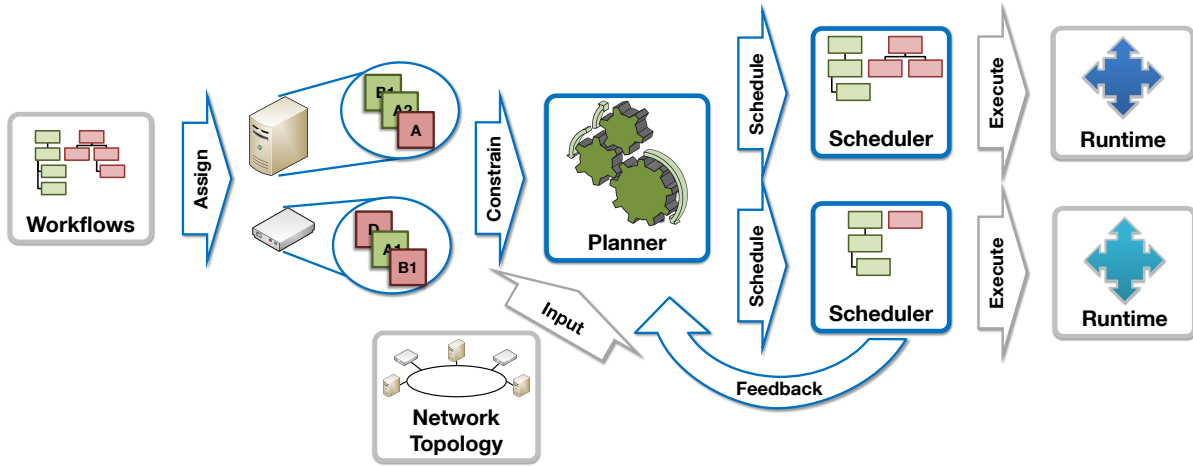 Workflows
Assign
B1
A2
A
D
A1
B1
Constrain
Planner
Input
Network
Topology
Schedule
Schedule
Scheduler
Scheduler
Feedback
Execute
Execute
Runtime
Runtime